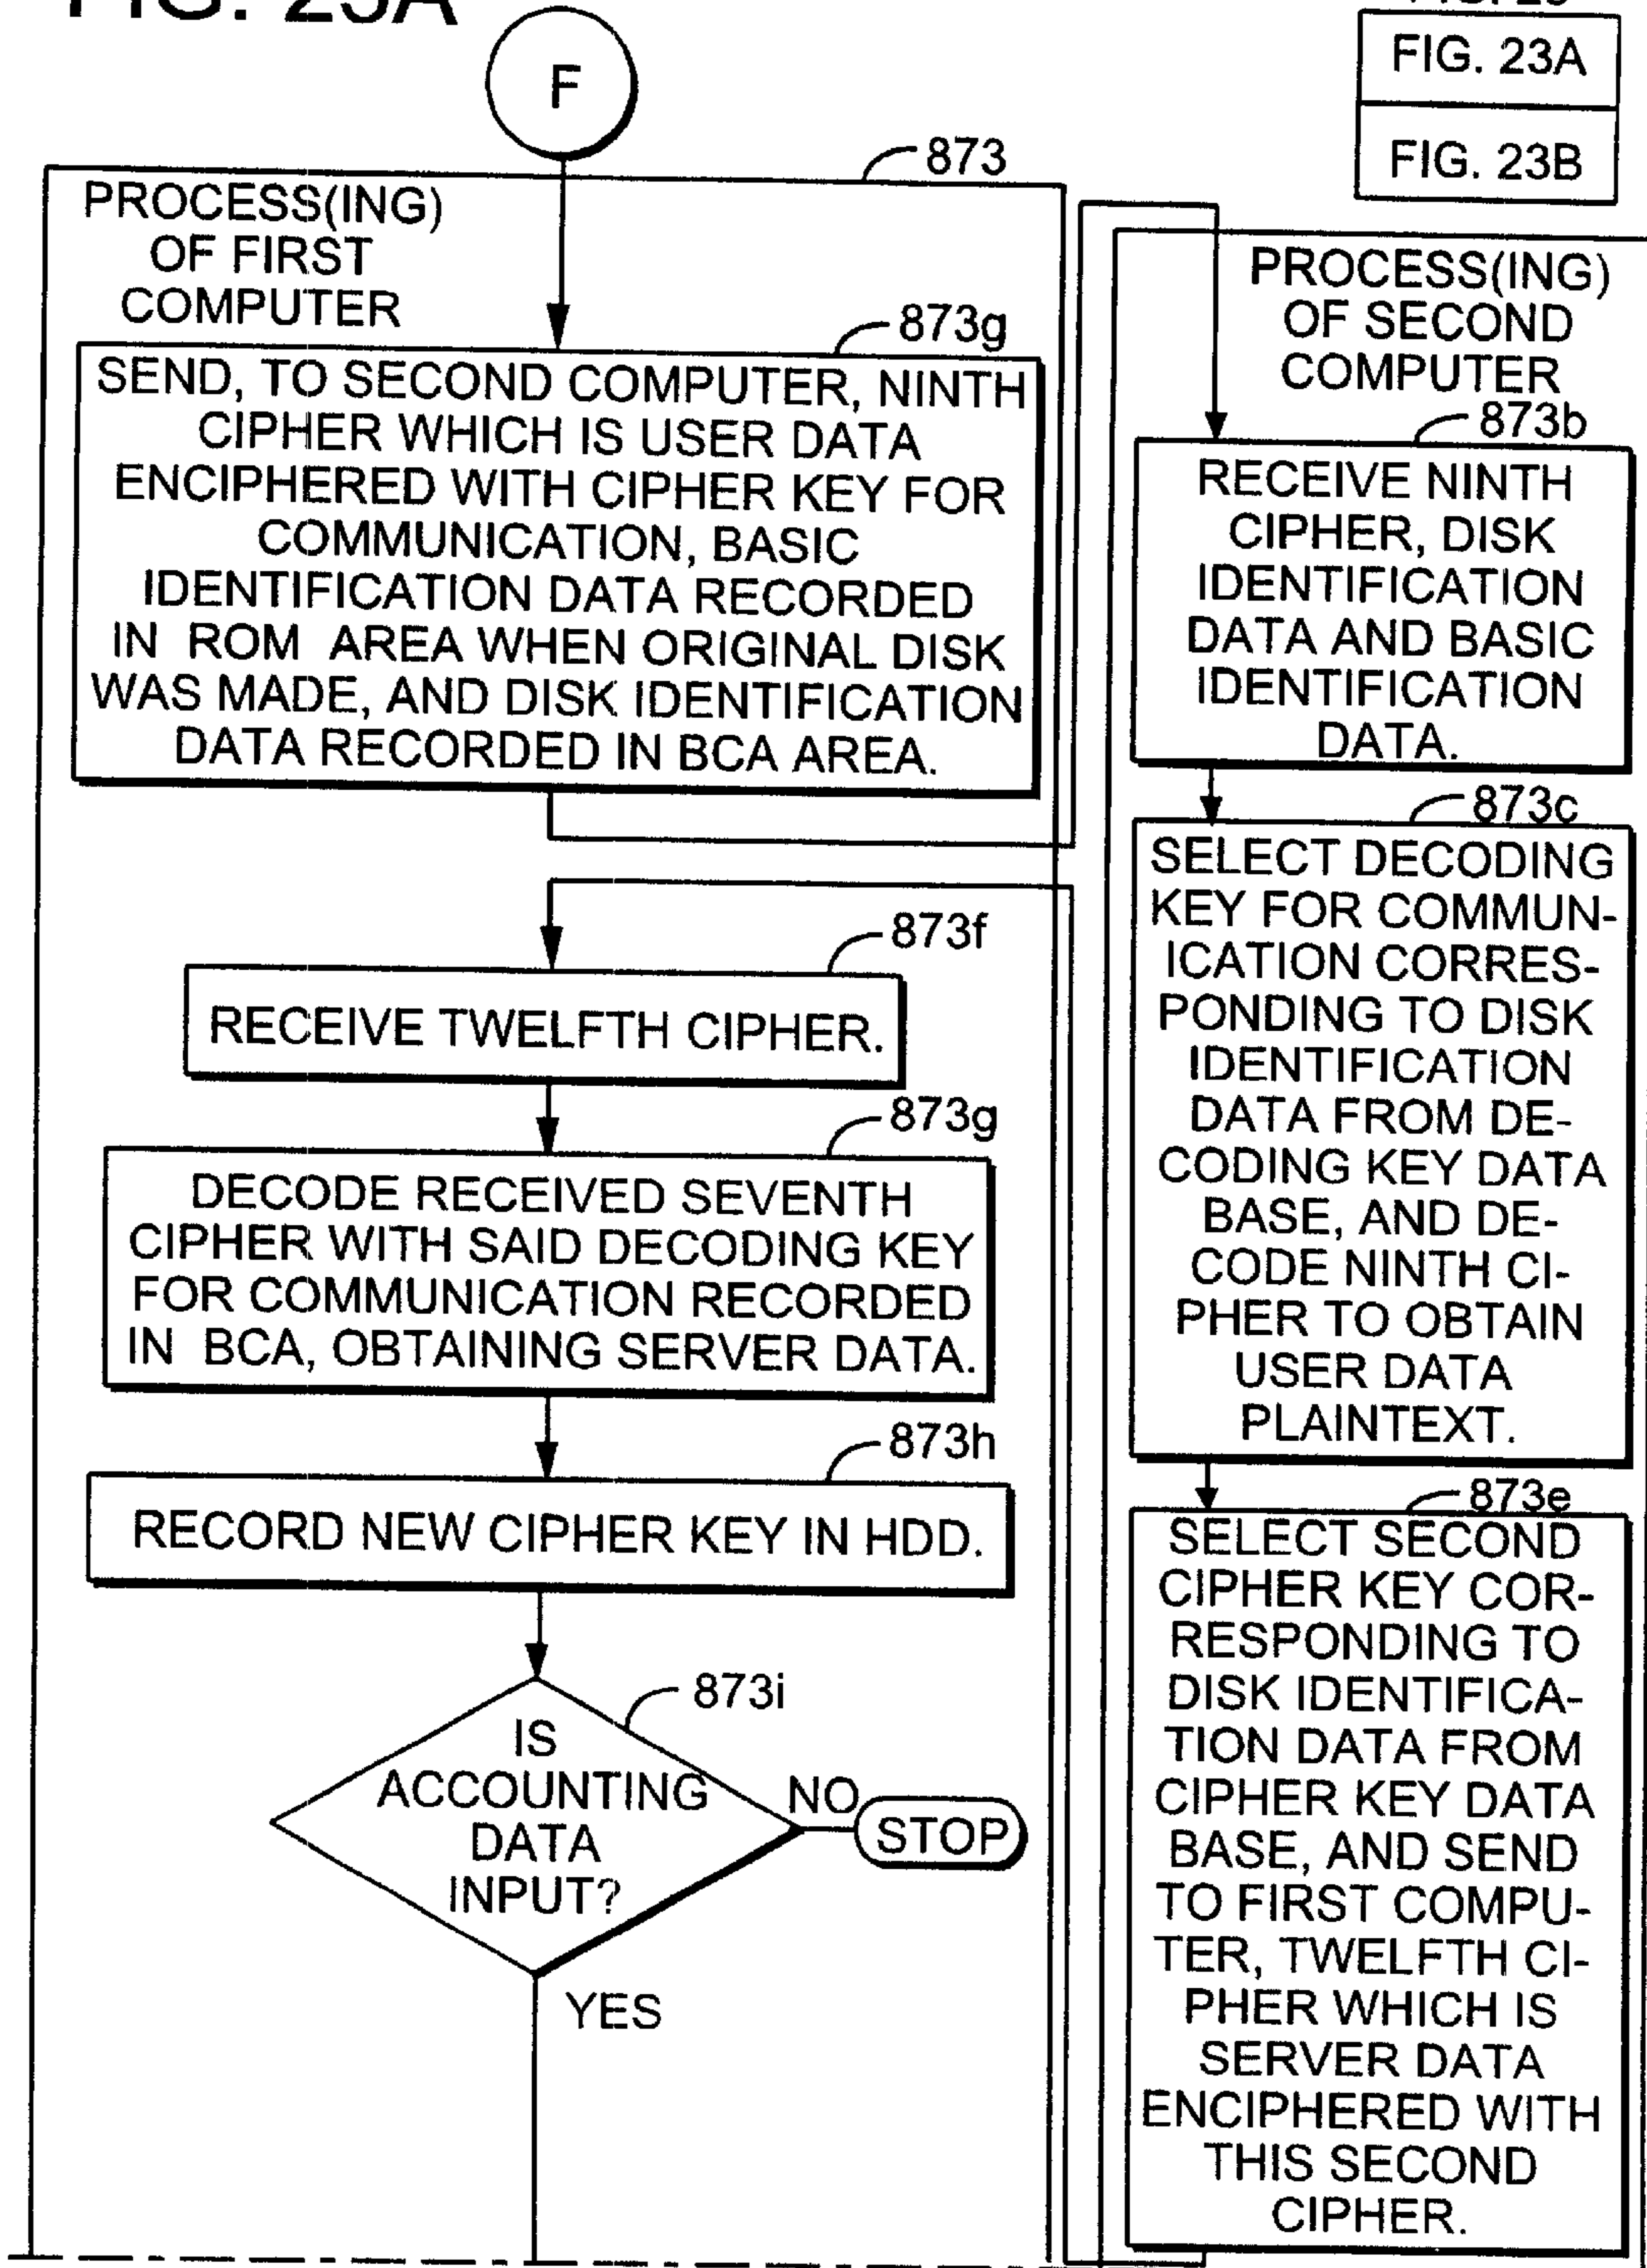 FIG. 23A
FIG. 23
FIG. 23A
FIG. 23B
F
873
PROCESS(ING)
OF FIRST
COMPUTER
873g
SEND, TO SECOND COMPUTER, NINTH
CIPHER WHICH IS USER DATA
ENCIPHERED WITH CIPHER KEY FOR
COMMUNICATION, BASIC
IDENTIFICATION DATA RECORDED
IN ROM AREA WHEN ORIGINAL DISK
WAS MADE, AND DISK IDENTIFICATION
DATA RECORDED IN BCA AREA.
873f
RECEIVE TWELFTH CIPHER.
873g
DECODE RECEIVED SEVENTH
CIPHER WITH SAID DECODING KEY
FOR COMMUNICATION RECORDED
IN BCA, OBTAINING SERVER DATA.
873h
RECORD NEW CIPHER KEY IN HDD.
873i
IS
ACCOUNTING
DATA
INPUT?
NO
STOP
YES
PROCESS(ING)
OF SECOND
COMPUTER
873b
RECEIVE NINTH
CIPHER, DISK
IDENTIFICATION
DATA AND BASIC
IDENTIFICATION
DATA.
873c
SELECT DECODING
KEY FOR COMMUN-
ICATION CORRES-
PONDING TO DISK
IDENTIFICATION
DATA FROM DE-
CODING KEY DATA
BASE, AND DE-
CODE NINTH CI-
PHER TO OBTAIN
USER DATA
PLAINTEXT.
873e
SELECT SECOND
CIPHER KEY COR-
RESPONDING TO
DISK IDENTIFICA-
TION DATA FROM
CIPHER KEY DATA
BASE, AND SEND
TO FIRST COMPU-
TER, TWELFTH CI-
PHER WHICH IS
SERVER DATA
ENCIPHERED WITH
THIS SECOND
CIPHER.